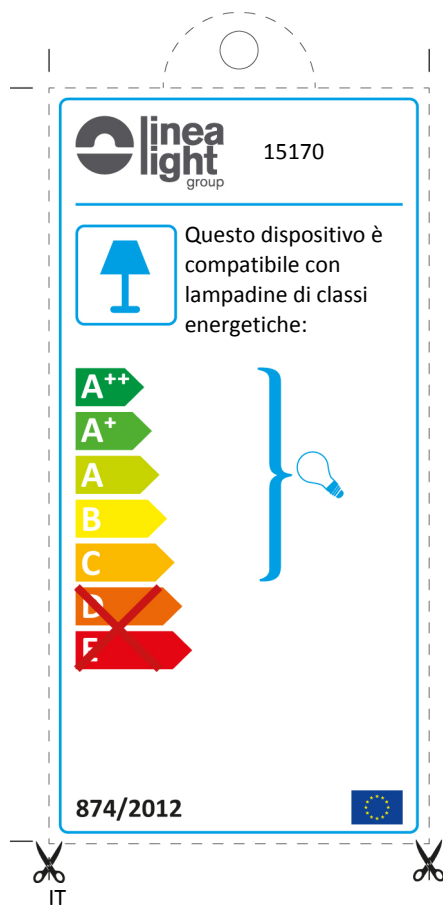 linea
light
group
15170
Questo dispositivo è
compatibile con
lampadine di classi
energetiche:
A++
A+
A
B
C
D
E
874/2012
IT